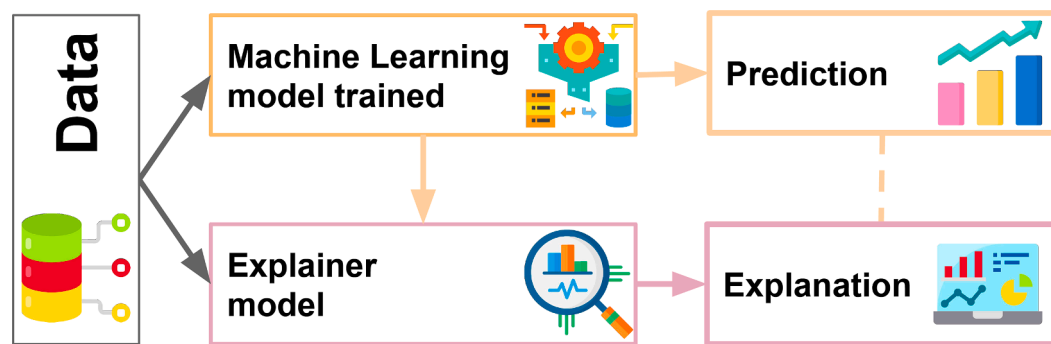 Data
Machine Learning
model trained
Prediction
Explainer
model
Explanation